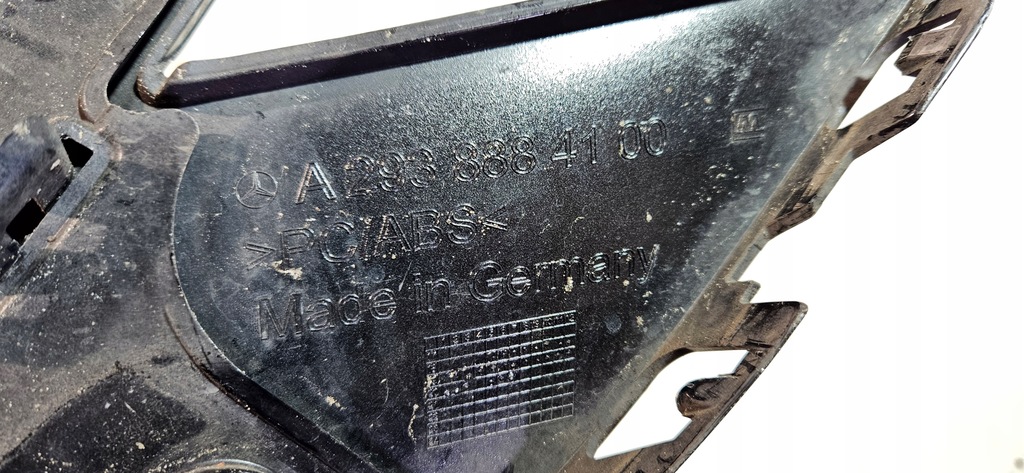 A 293 888 41 00
>PC/ABS<
Made in Germany